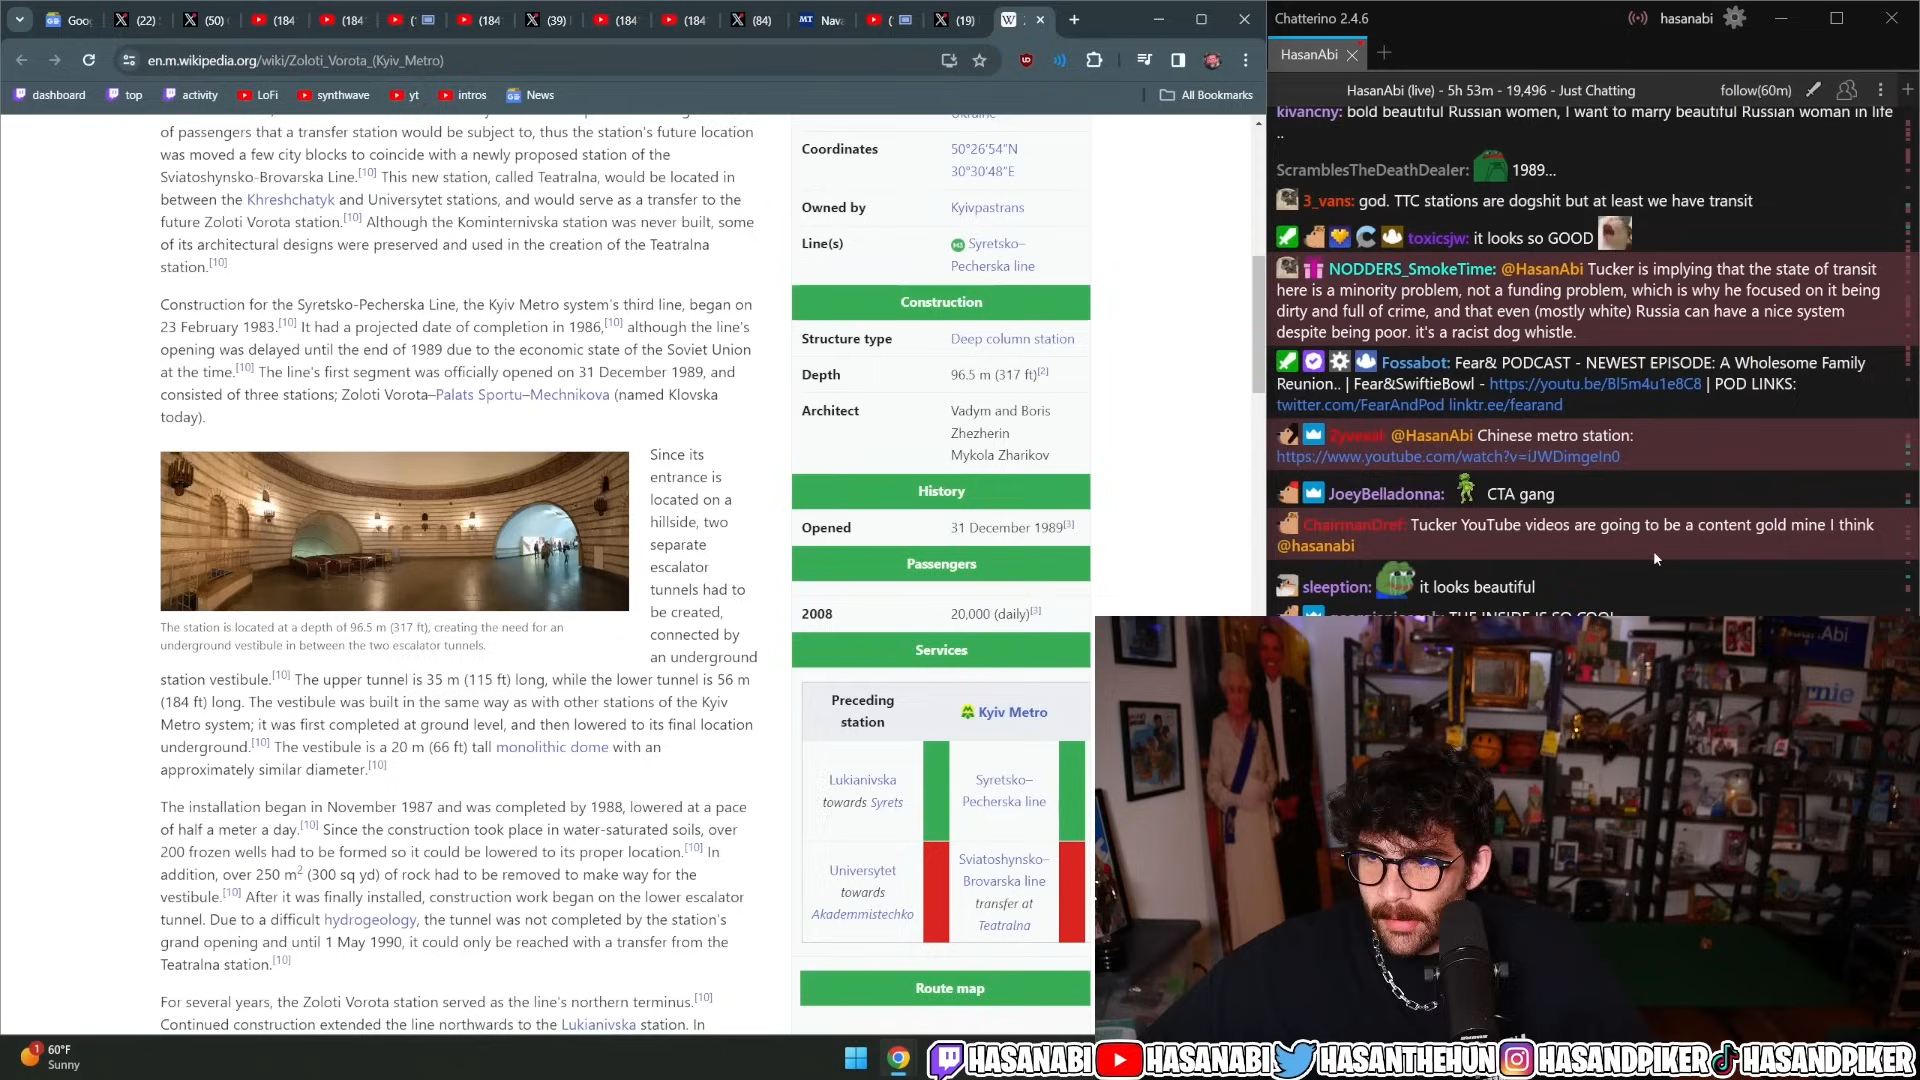 Goo
(22)
(50)
(184
(184
(
(184
(39)
(184
(184
(84)
MT Nava
(
(19)
W
en.m.wikipedia.org/wiki/Zoloti_Vorota_(Kyiv_Metro)
dashboard
top
activity
LoFi
synthwave
yt
intros
News
All Bookmarks
of passengers that a transfer station would be subject to, thus the station's future location
was moved a few city blocks to coincide with a newly proposed station of the
Sviatoshynsko-Brovarska Line.[10] This new station, called Teatralna, would be located in
between the Khreshchatyk and Universytet stations, and would serve as a transfer to the
future Zoloti Vorota station.[10] Although the Kominternivska station was never built, some
of its architectural designs were preserved and used in the creation of the Teatralna
station.[10]
Construction for the Syretsko-Pecherska Line, the Kyiv Metro system's third line, began on
23 February 1983.[10] It had a projected date of completion in 1986,[10] although the line's
opening was delayed until the end of 1989 due to the economic state of the Soviet Union
at the time.[10] The line's first segment was officially opened on 31 December 1989, and
consisted of three stations; Zoloti Vorota–Palats Sportu–Mechnikova (named Klovska
today).
Since its
entrance is
located on a
hillside, two
separate
escalator
tunnels had to
be created,
connected by
an underground
The station is located at a depth of 96.5 m (317 ft), creating the need for an
underground vestibule in between the two escalator tunnels.
station vestibule.[10] The upper tunnel is 35 m (115 ft) long, while the lower tunnel is 56 m
(184 ft) long. The vestibule was built in the same way as with other stations of the Kyiv
Metro system; it was first completed at ground level, and then lowered to its final location
underground.[10] The vestibule is a 20 m (66 ft) tall monolithic dome with an
approximately similar diameter.[10]
The installation began in November 1987 and was completed by 1988, lowered at a pace
of half a meter a day.[10] Since the construction took place in water-saturated soils, over
200 frozen wells had to be formed so it could be lowered to its proper location.[10] In
addition, over 250 m2 (300 sq yd) of rock had to be removed to make way for the
vestibule.[10] After it was finally installed, construction work began on the lower escalator
tunnel. Due to a difficult hydrogeology, the tunnel was not completed by the station's
grand opening and until 1 May 1990, it could only be reached with a transfer from the
Teatralna station.[10]
For several years, the Zoloti Vorota station served as the line's northern terminus.[10]
Continued construction extended the line northwards to the Lukianivska station. In
Ukraine
Coordinates 50°26′54″N
30°30′48″E
Owned by Kyivpastrans
Line(s) M3 Syretsko–
Pecherska line
Construction
Structure type Deep column station
Depth 96.5 m (317 ft)[2]
Architect Vadym and Boris
Zhezherin
Mykola Zharikov
History
Opened 31 December 1989[3]
Passengers
2008 20,000 (daily)[3]
Services
Preceding
station
Kyiv Metro
Lukianivska
towards Syrets
Syretsko–
Pecherska line
Universytet
towards
Akademmistechko
Sviatoshynsko–
Brovarska line
transfer at
Teatralna
Route map
Chatterino 2.4.6
hasanabi
HasanAbi
HasanAbi (live) - 5h 53m - 19,496 - Just Chatting
follow(60m)
kivancny: bold beautiful Russian women, I want to marry beautiful Russian woman in life
..
ScramblesTheDeathDealer: 1989...
3_vans: god. TTC stations are dogshit but at least we have transit
toxicsjw: it looks so GOOD
NODDERS_SmokeTime: @HasanAbi Tucker is implying that the state of transit
here is a minority problem, not a funding problem, which is why he focused on it being
dirty and full of crime, and that even (mostly white) Russia can have a nice system
despite being poor. it's a racist dog whistle.
Fossabot: Fear& PODCAST - NEWEST EPISODE: A Wholesome Family
Reunion.. | Fear&SwiftieBowl - https://youtu.be/Bl5m4u1e8C8 | POD LINKS:
twitter.com/FearAndPod linktr.ee/fearand
@HasanAbi Chinese metro station:
https://www.youtube.com/watch?v=iJWDimgeIn0
JoeyBelladonna: CTA gang
ChairmanDref: Tucker YouTube videos are going to be a content gold mine I think
@hasanabi
sleeption: it looks beautiful
THE INSIDE IS SO COOL
1
60°F
Sunny
HASANABI
HASANABI
HASANTHEHUN
HASANDPIKER
HASANDPIKER